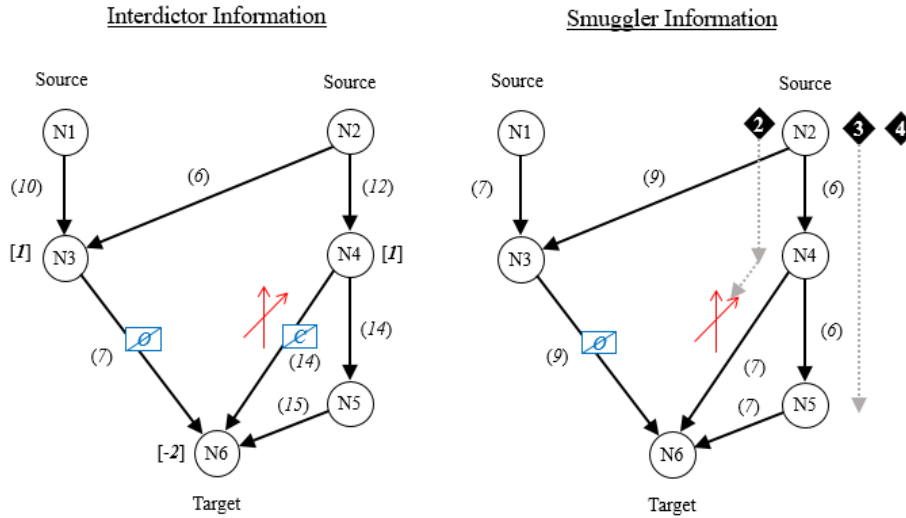 Interdictor Information
Smuggler Information
Source
Source
Source
Source
N1
N2
N1
2
N2
3
4
(10)
(6)
(12)
(7)
(9)
(6)
[1]
N3
N4
[1]
N3
N4
(7)
O
C
(14)
(14)
(9)
O
(7)
(6)
(15)
N5
(7)
N5
[-2]
N6
N6
Target
Target